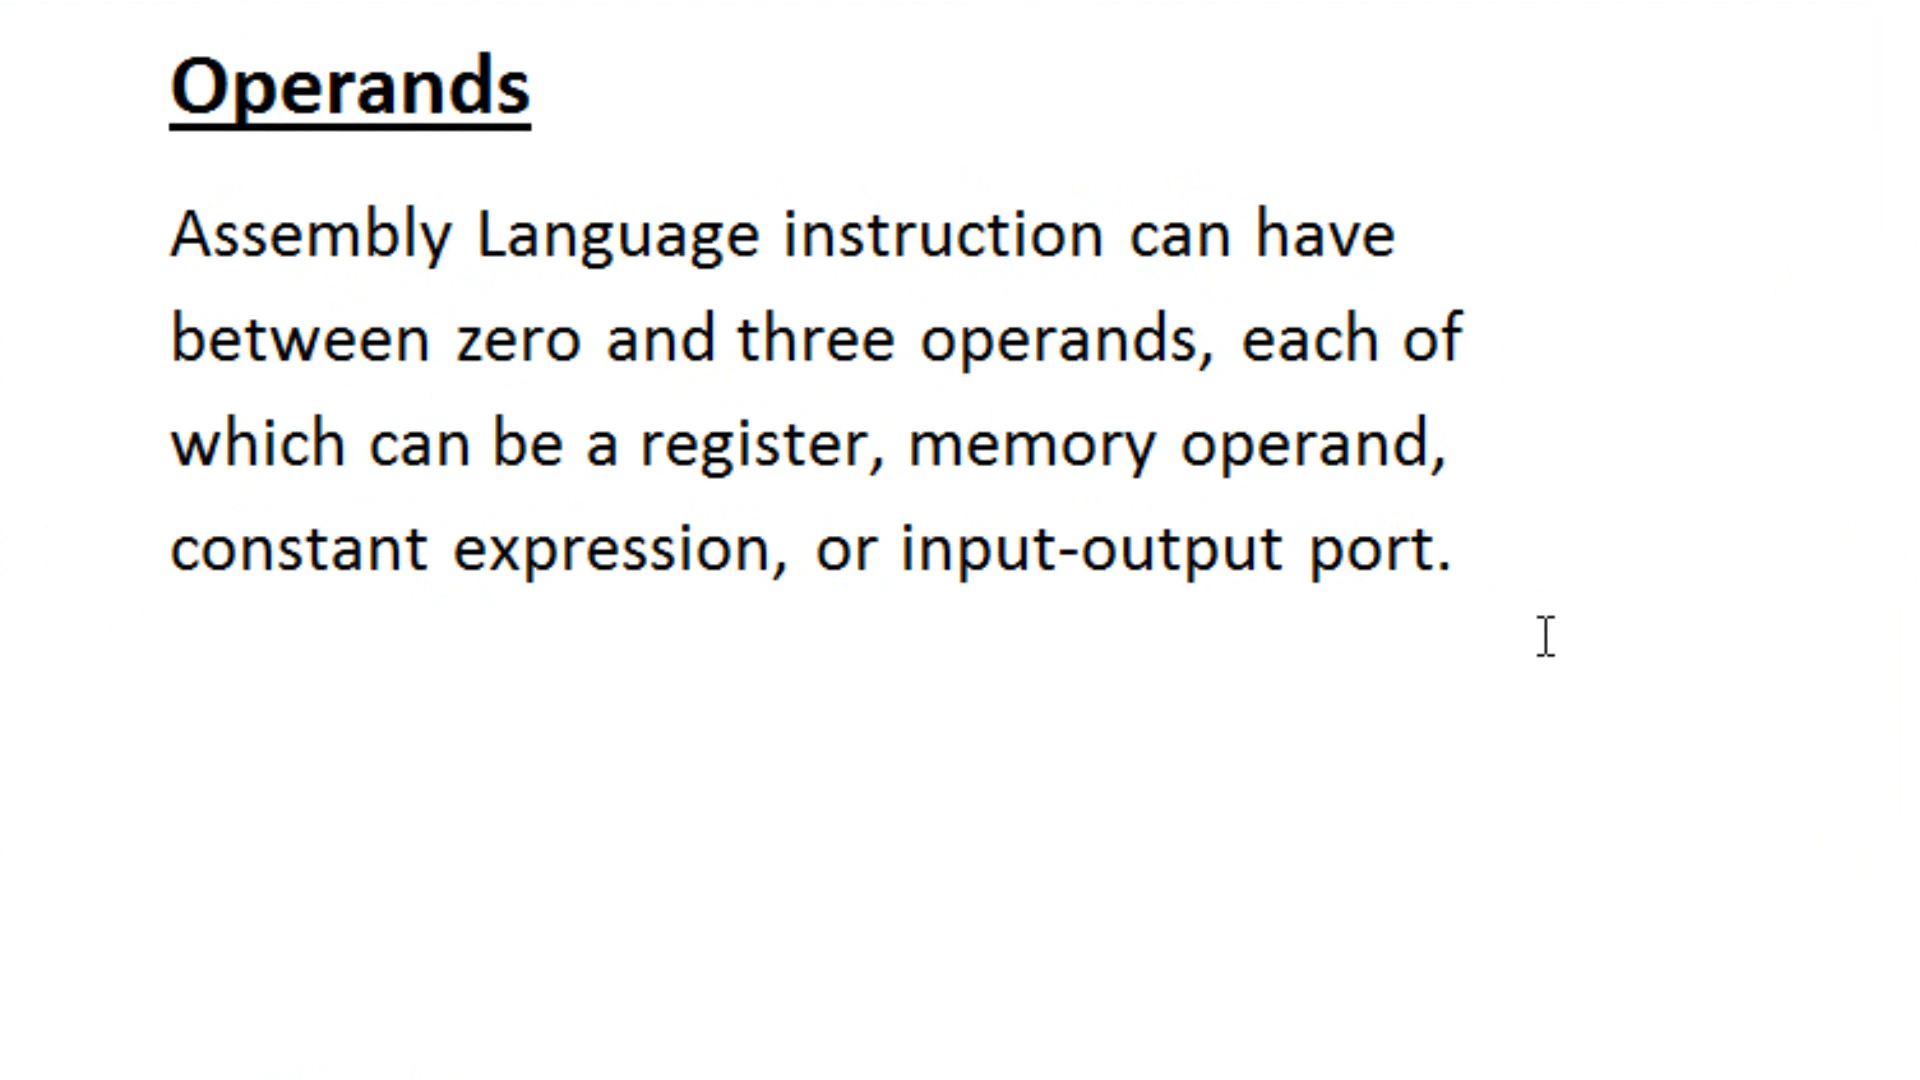 Operands
Assembly Language instruction can have
between zero and three operands, each of
which can be a register, memory operand,
constant expression, or input-output port.